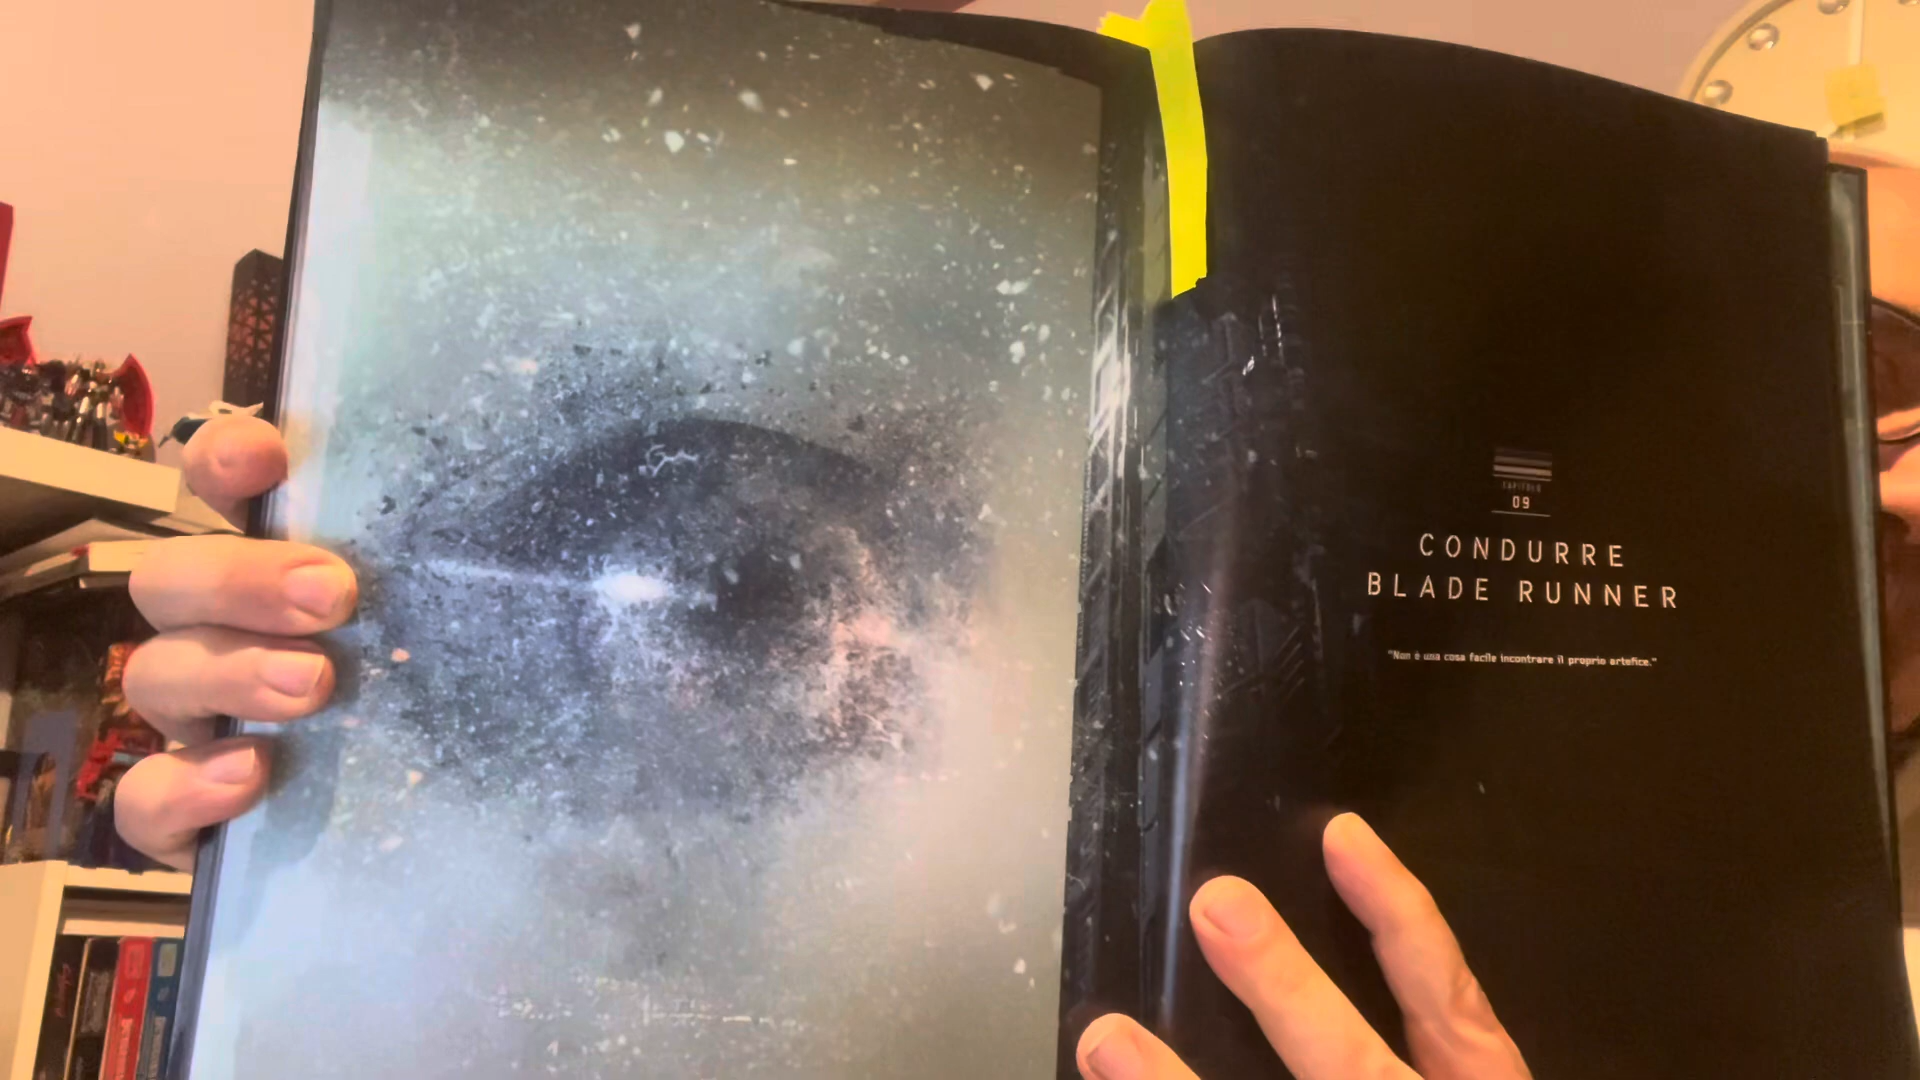 CAPITOLO
09
CONDURRE
BLADE RUNNER
"Non è una cosa facile incontrare il proprio artefice."